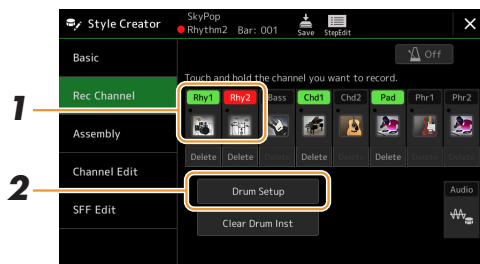 Style Creator
SkyPop
Rhythm2 Bar: 001
Save StepEdit
Basic
Off
Touch and hold the channel you want to record.
Rec Channel
Rhy1 Rhy2 Bass Chd1 Chd2 Pad Phr1 Phr2
1
Assembly
Delete Delete Delete Delete Delete Delete Delete Delete
Channel Edit
2
Drum Setup
Audio
SFF Edit
Clear Drum Inst